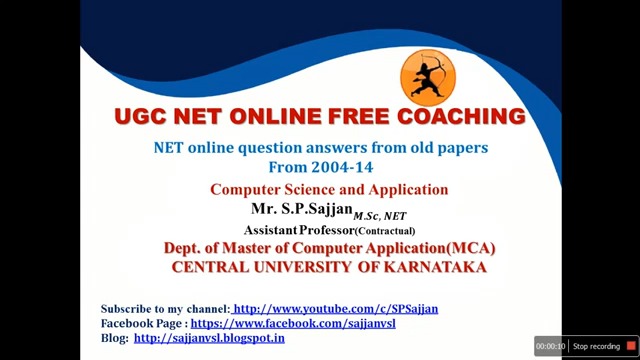 UGC NET ONLINE FREE COACHING
NET online question answers from old papers
From 2004-14
Computer Science and Application
Mr. S.P.Sajjan M.Sc, NET
Assistant Professor(Contractual)
Dept. of Master of Computer Application(MCA)
CENTRAL UNIVERSITY OF KARNATAKA
Subscribe to my channel: http://www.youtube.com/c/SPSajjan
Facebook Page : https://www.facebook.com/sajjanvsl
Blog: http://sajjanvsl.blogspot.in
00:00:10 Stop recording